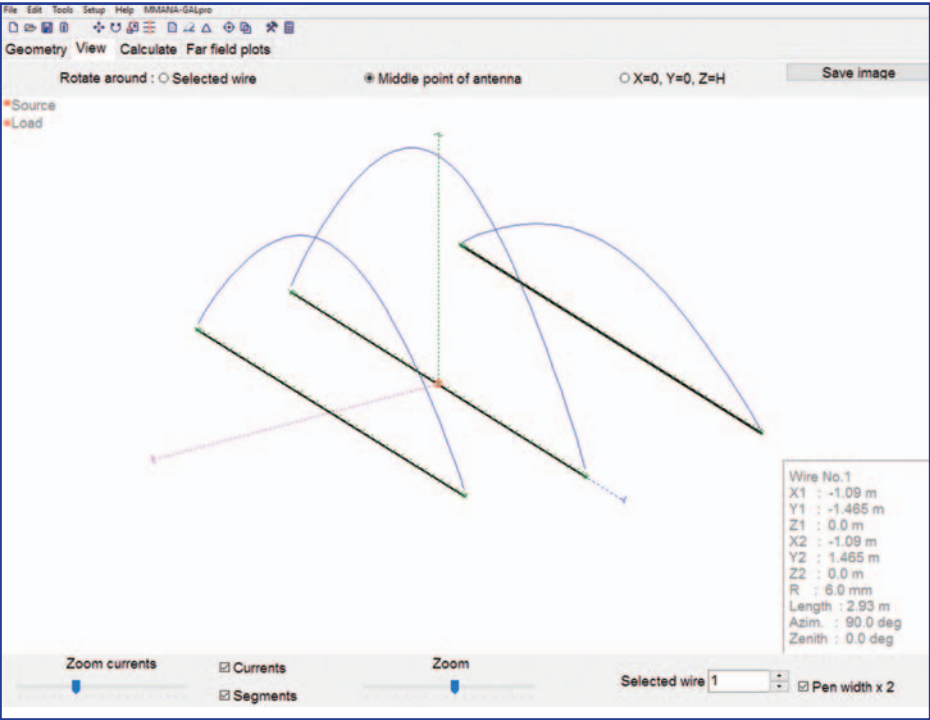 File Edit Tools Setup Help MMANA-GALpro
Geometry View Calculate Far field plots
Rotate around : Selected wire Middle point of antenna X=0, Y=0, Z=H Save image
Source
Load
Wire No.1
X1 : -1.09 m
Y1 : -1.465 m
Z1 : 0.0 m
X2 : -1.09 m
Y2 : 1.465 m
Z2 : 0.0 m
R : 6.0 mm
Length : 2.93 m
Azim. : 90.0 deg
Zenith : 0.0 deg
Zoom currents Currents Zoom
Segments
Selected wire 1 Pen width x 2